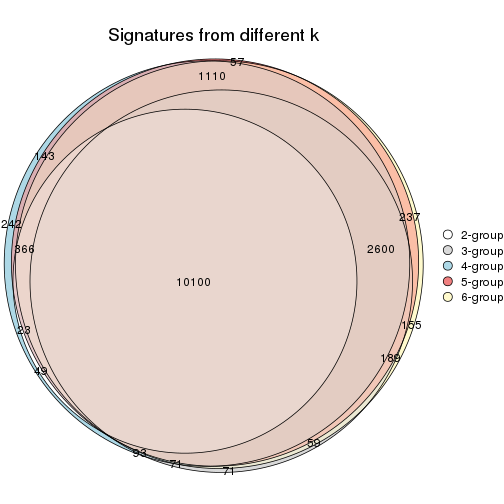 Signatures from different k
57
1110
143
242
237
366
2600
10100
23
155
189
49
59
93
71
71
2-group
3-group
4-group
5-group
6-group